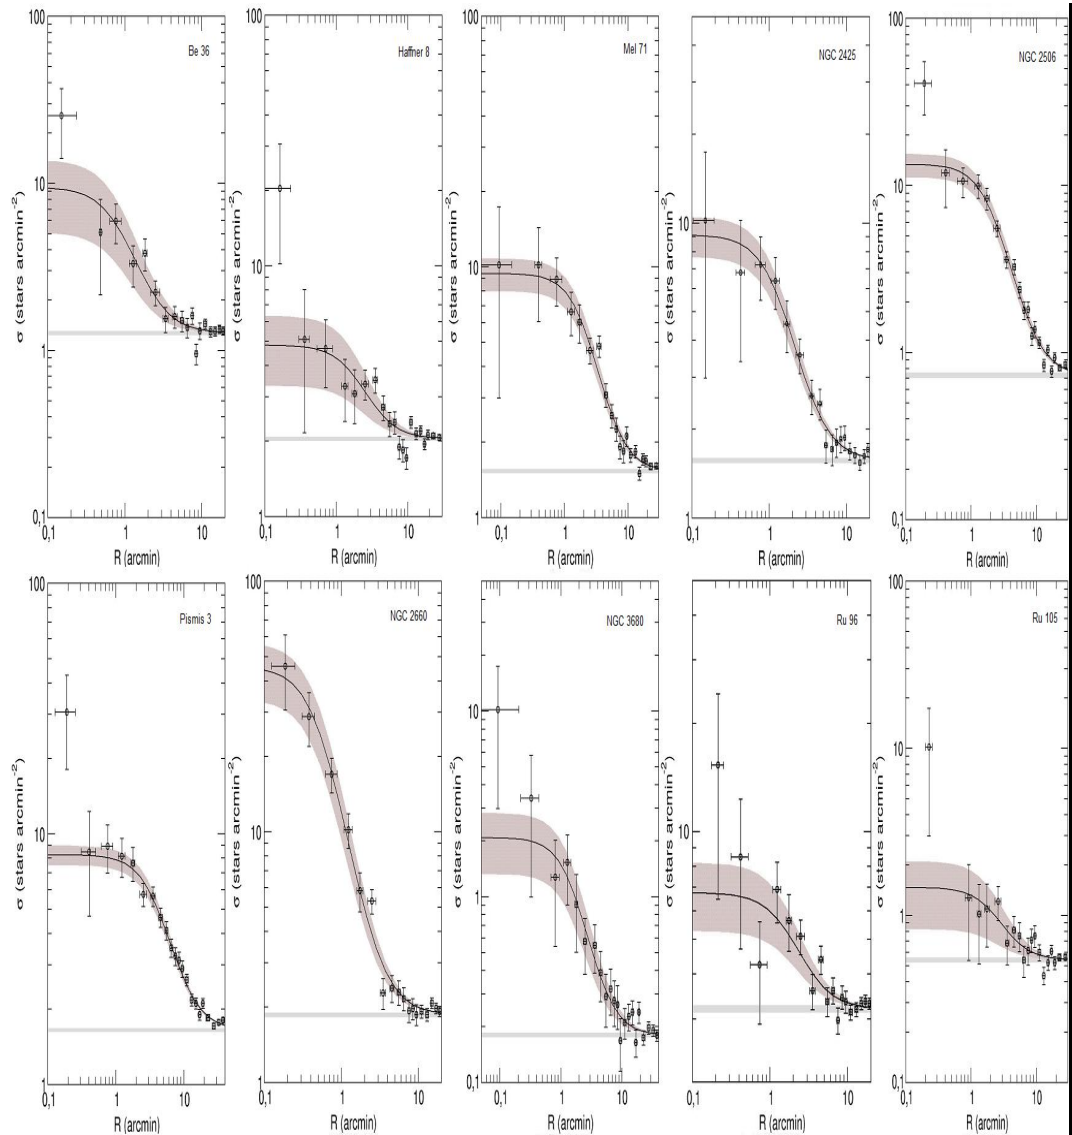 Be 36
100
10
1
0,1
0,1 1 10
R (arcmin)
σ (stars arcmin⁻²)
Haffner 8
10
1
0,1 1 10
R (arcmin)
σ (stars arcmin⁻²)
Mel 71
100
10
1
0,1 1 10
R (arcmin)
σ (stars arcmin⁻²)
NGC 2425
10
1
0,1 1 10
R (arcmin)
σ (stars arcmin⁻²)
NGC 2506
100
10
1
0,1
0,1 1 10
R (arcmin)
σ (stars arcmin⁻²)
Pismis 3
100
10
1
0,1 1 10
R (arcmin)
σ (stars arcmin⁻²)
NGC 2660
100
10
1
0,1 1 10
R (arcmin)
σ (stars arcmin⁻²)
NGC 3680
10
1
0,1
0,1 1 10
R (arcmin)
σ (stars arcmin⁻²)
Ru 96
10
0,1 1 10
R (arcmin)
σ (stars arcmin⁻²)
Ru 105
100
10
1
0,1
0,1 1 10
R (arcmin)
σ (stars arcmin⁻²)